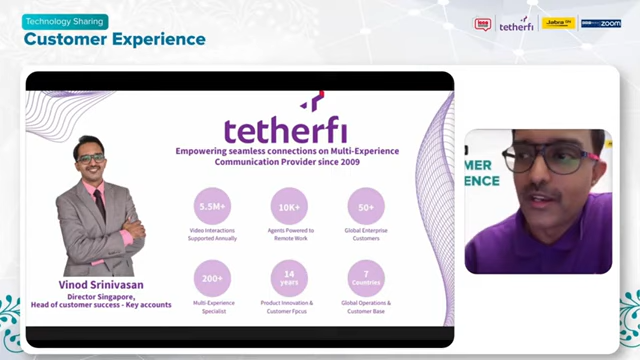 Technology Sharing
Customer Experience
tetherfi
Jabra
zoom
tetherfi
Empowering seamless connections on Multi-Experience
Communication Provider since 2009
5.5M+
10K+
50+
Video Interactions
Supported Annually
Agents Powered to
Remote Work
Global Enterprise
Customers
200+
14
years
7
Countries
Multi-Experience
Specialist
Product Innovation &
Customer Fpcus
Global Operations &
Customer Base
Vinod Srinivasan
Director Singapore,
Head of customer success - Key accounts
MER
ENCE